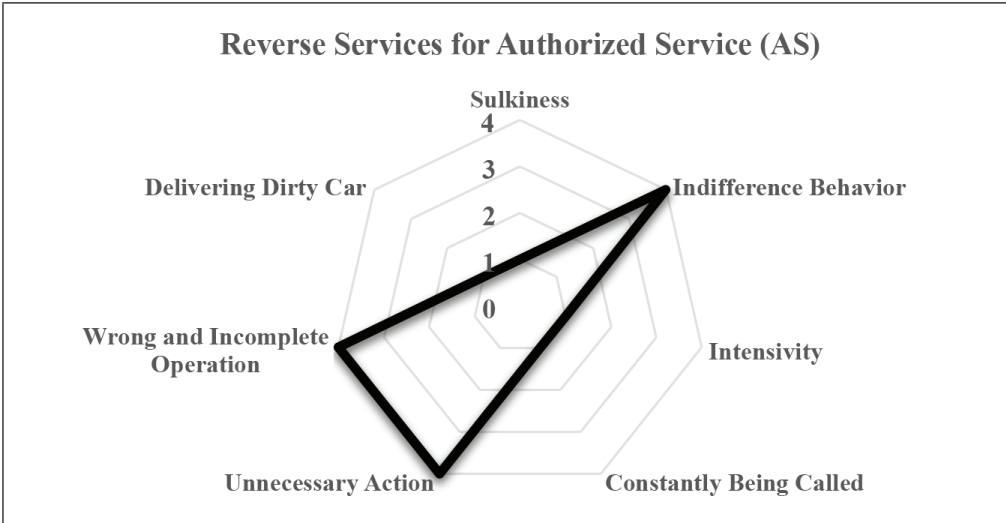 Reverse Services for Authorized Service (AS)
Sulkiness
4
3
2
1
0
Delivering Dirty Car
Indifference Behavior
Wrong and Incomplete
Operation
Intensivity
Unnecessary Action
Constantly Being Called